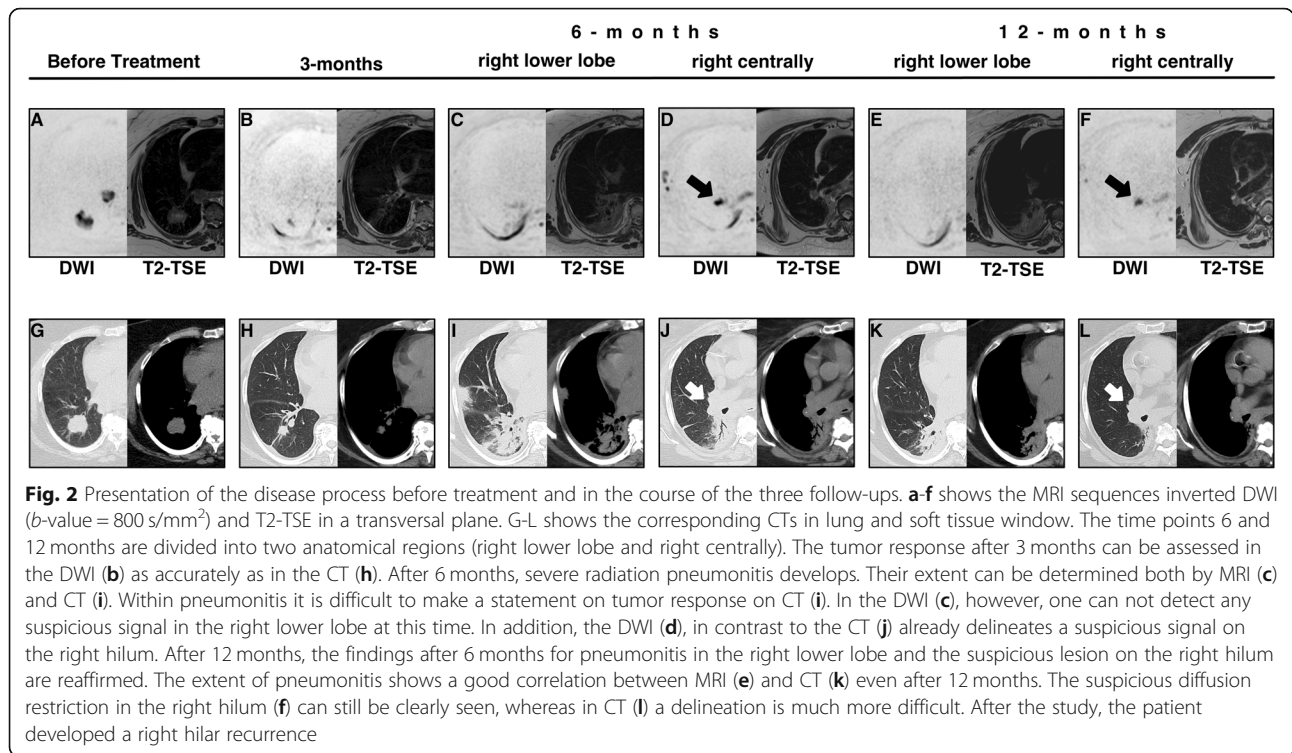 6-months 12-months
Before Treatment 3-months right lower lobe right centrally right lower lobe right centrally
A B C D E F
DWI T2-TSE DWI T2-TSE DWI T2-TSE DWI T2-TSE DWI T2-TSE DWI T2-TSE
G H I J K L
Fig. 2 Presentation of the disease process before treatment and in the course of the three follow-ups. a-f shows the MRI sequences inverted DWI
(b-value = 800 s/mm²) and T2-TSE in a transversal plane. G-L shows the corresponding CTs in lung and soft tissue window. The time points 6 and
12 months are divided into two anatomical regions (right lower lobe and right centrally). The tumor response after 3 months can be assessed in
the DWI (b) as accurately as in the CT (h). After 6 months, severe radiation pneumonitis develops. Their extent can be determined both by MRI (c)
and CT (i). Within pneumonitis it is difficult to make a statement on tumor response on CT (i). In the DWI (c), however, one can not detect any
suspicious signal in the right lower lobe at this time. In addition, the DWI (d), in contrast to the CT (j) already delineates a suspicious signal on
the right hilum. After 12 months, the findings after 6 months for pneumonitis in the right lower lobe and the suspicious lesion on the right hilum
are reaffirmed. The extent of pneumonitis shows a good correlation between MRI (e) and CT (k) even after 12 months. The suspicious diffusion
restriction in the right hilum (f) can still be clearly seen, whereas in CT (l) a delineation is much more difficult. After the study, the patient
developed a right hilar recurrence